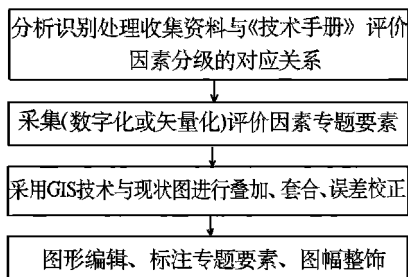 分析识别处理收集资料与《技术手册》评价
因素分级的对应关系
采集(数字化或矢量化)评价因素专题要素
采用GIS技术与现状图进行叠加、套合、误差校正
图形编辑、标注专题要素、图幅整饰